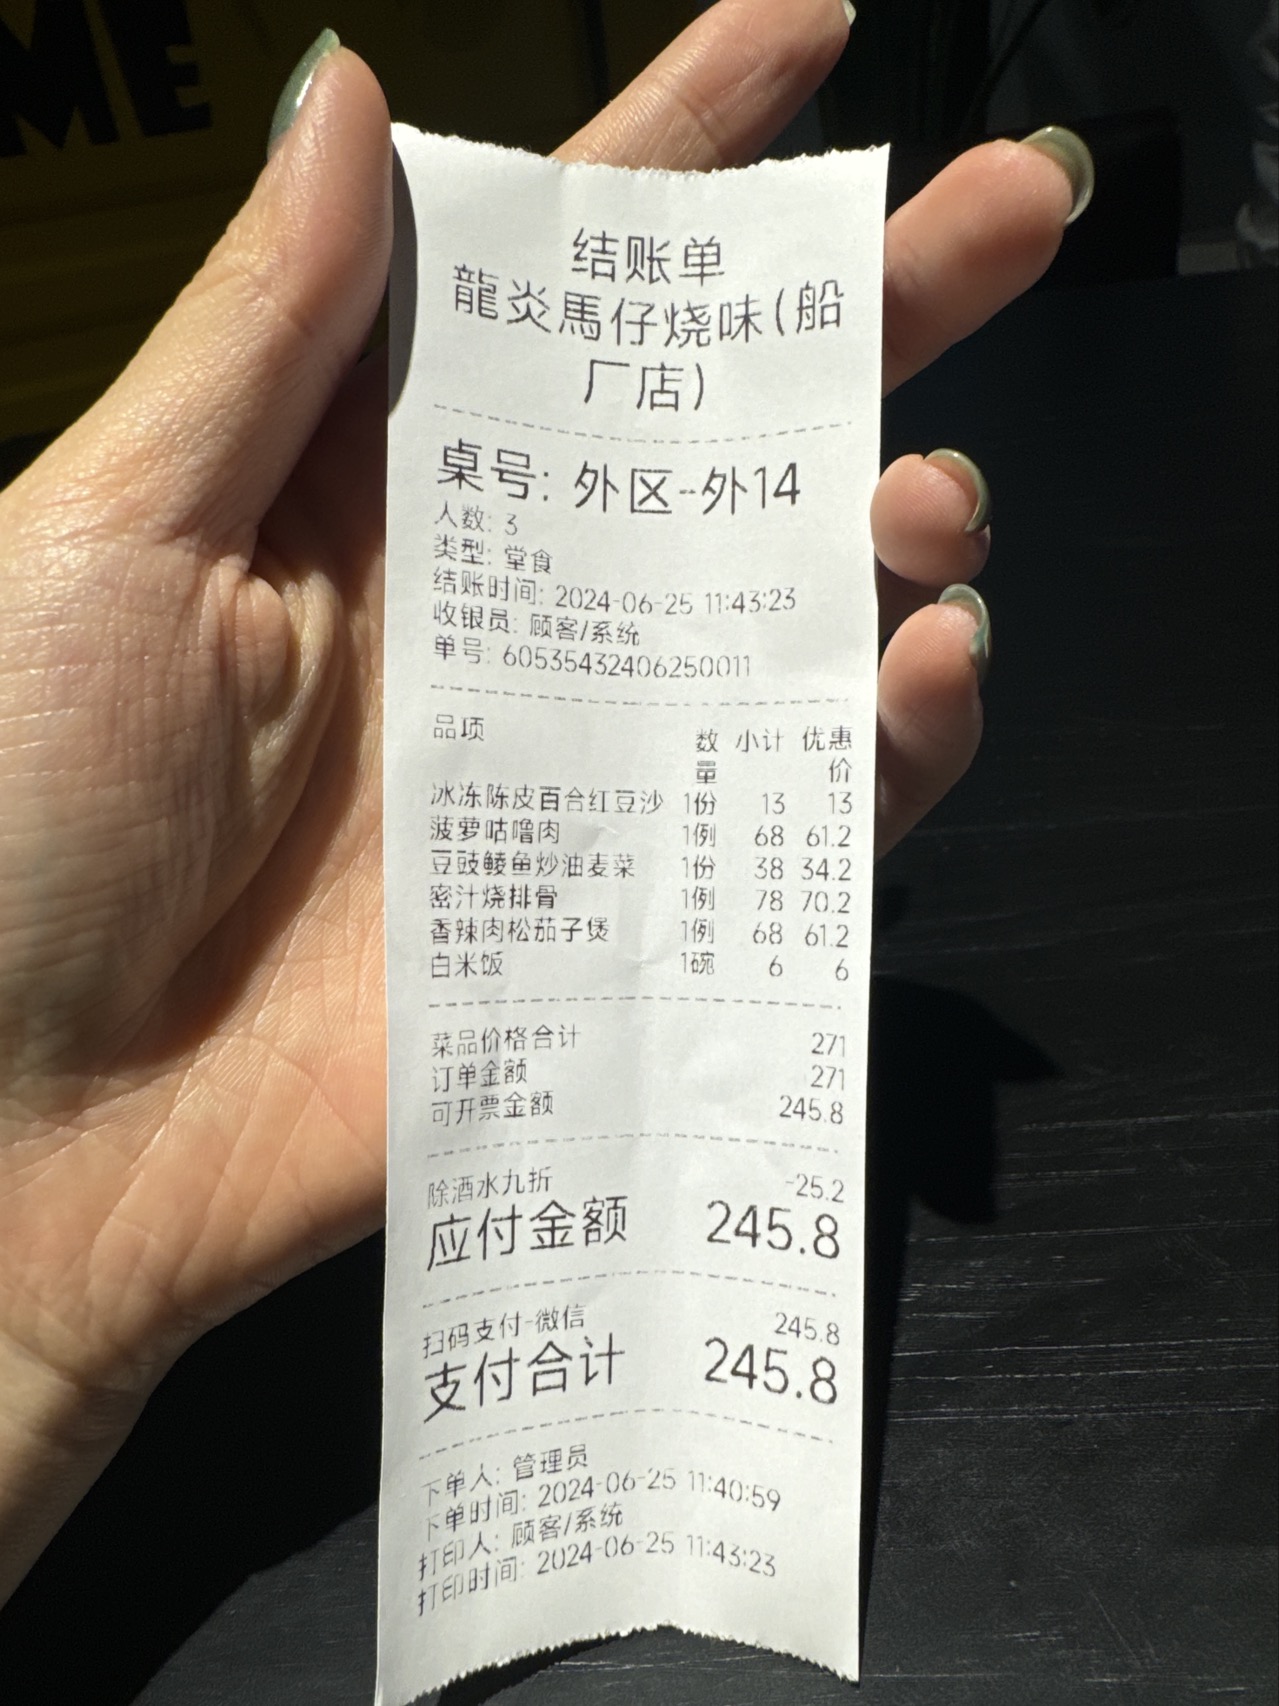 ME
结账单
龍炎馬仔烧味(船
厂店)
桌号: 外区--外14
人数: 3
类型: 堂食
结账时间: 2024-06-25 11:43:23
收银员: 顾客/系统
单号: 60535432406250011
品项 数量 小计 优惠价
冰冻陈皮百合红豆沙 1份 13 13
菠萝咕噜肉 1例 68 61.2
豆豉鲮鱼炒油麦菜 1份 38 34.2
密汁烧排骨 1例 78 70.2
香辣肉松茄子煲 1例 68 61.2
白米饭 1碗 6 6
菜品价格合计 271
订单金额 271
可开票金额 245.8
除酒水九折 -25.2
应付金额 245.8
扫码支付-微信 245.8
支付合计 245.8
下单人: 管理员
下单时间: 2024-06-25 11:40:59
打印人: 顾客/系统
打印时间: 2024-06-25 11:43:23